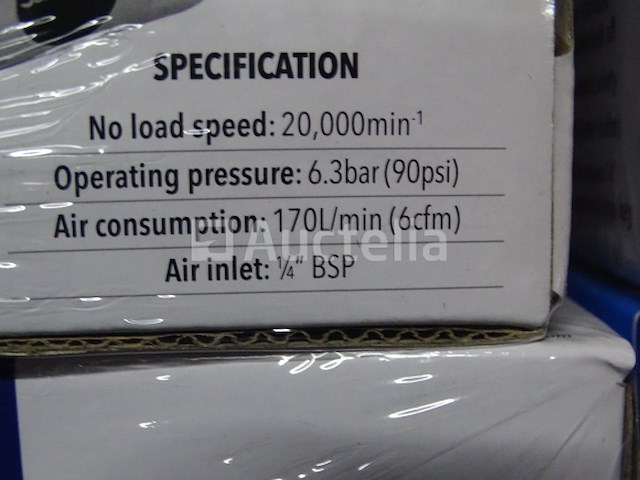 SPECIFICATION
No load speed: 20,000min-1
Operating pressure: 6.3bar (90psi)
Air consumption: 170L/min (6cfm)
Auctelia
Air inlet: ¼“ BSP